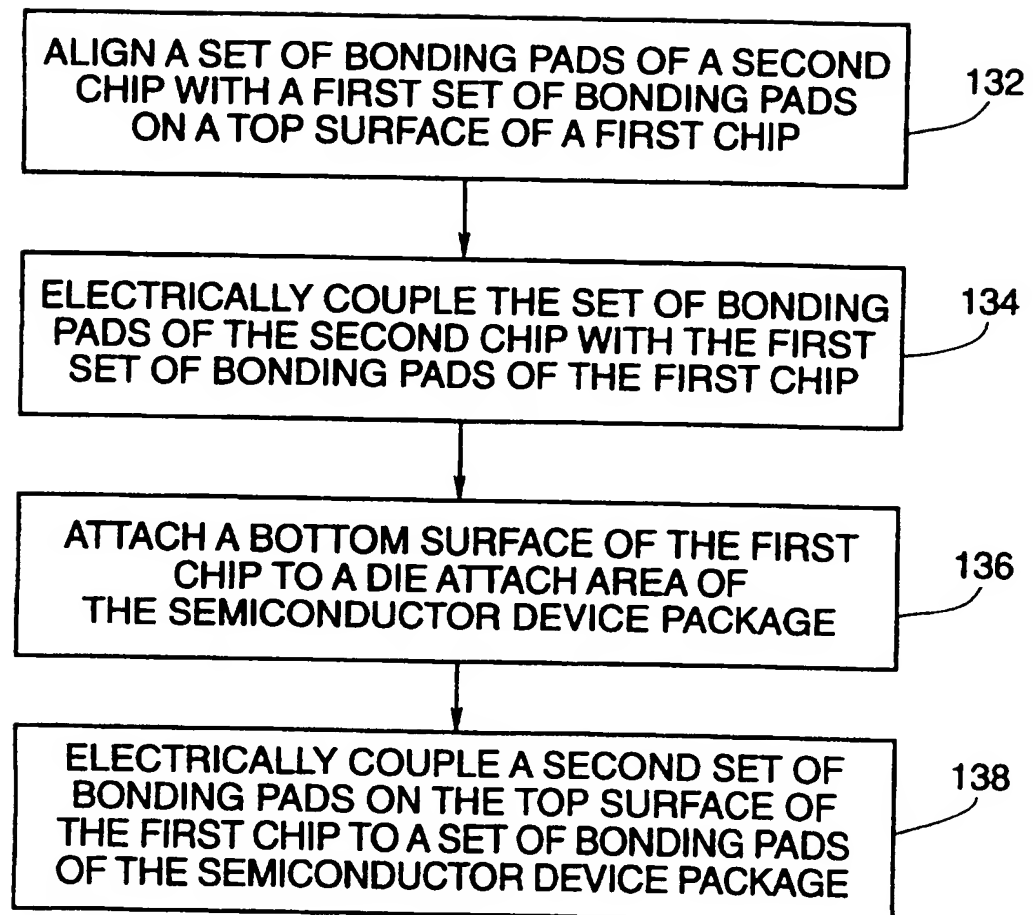 ALIGN A SET OF BONDING PADS OF A SECOND
CHIP WITH A FIRST SET OF BONDING PADS
ON A TOP SURFACE OF A FIRST CHIP
132
ELECTRICALLY COUPLE THE SET OF BONDING
PADS OF THE SECOND CHIP WITH THE FIRST
SET OF BONDING PADS OF THE FIRST CHIP
134
ATTACH A BOTTOM SURFACE OF THE FIRST
CHIP TO A DIE ATTACH AREA OF
THE SEMICONDUCTOR DEVICE PACKAGE
136
ELECTRICALLY COUPLE A SECOND SET OF
BONDING PADS ON THE TOP SURFACE OF
THE FIRST CHIP TO A SET OF BONDING PADS
OF THE SEMICONDUCTOR DEVICE PACKAGE
138